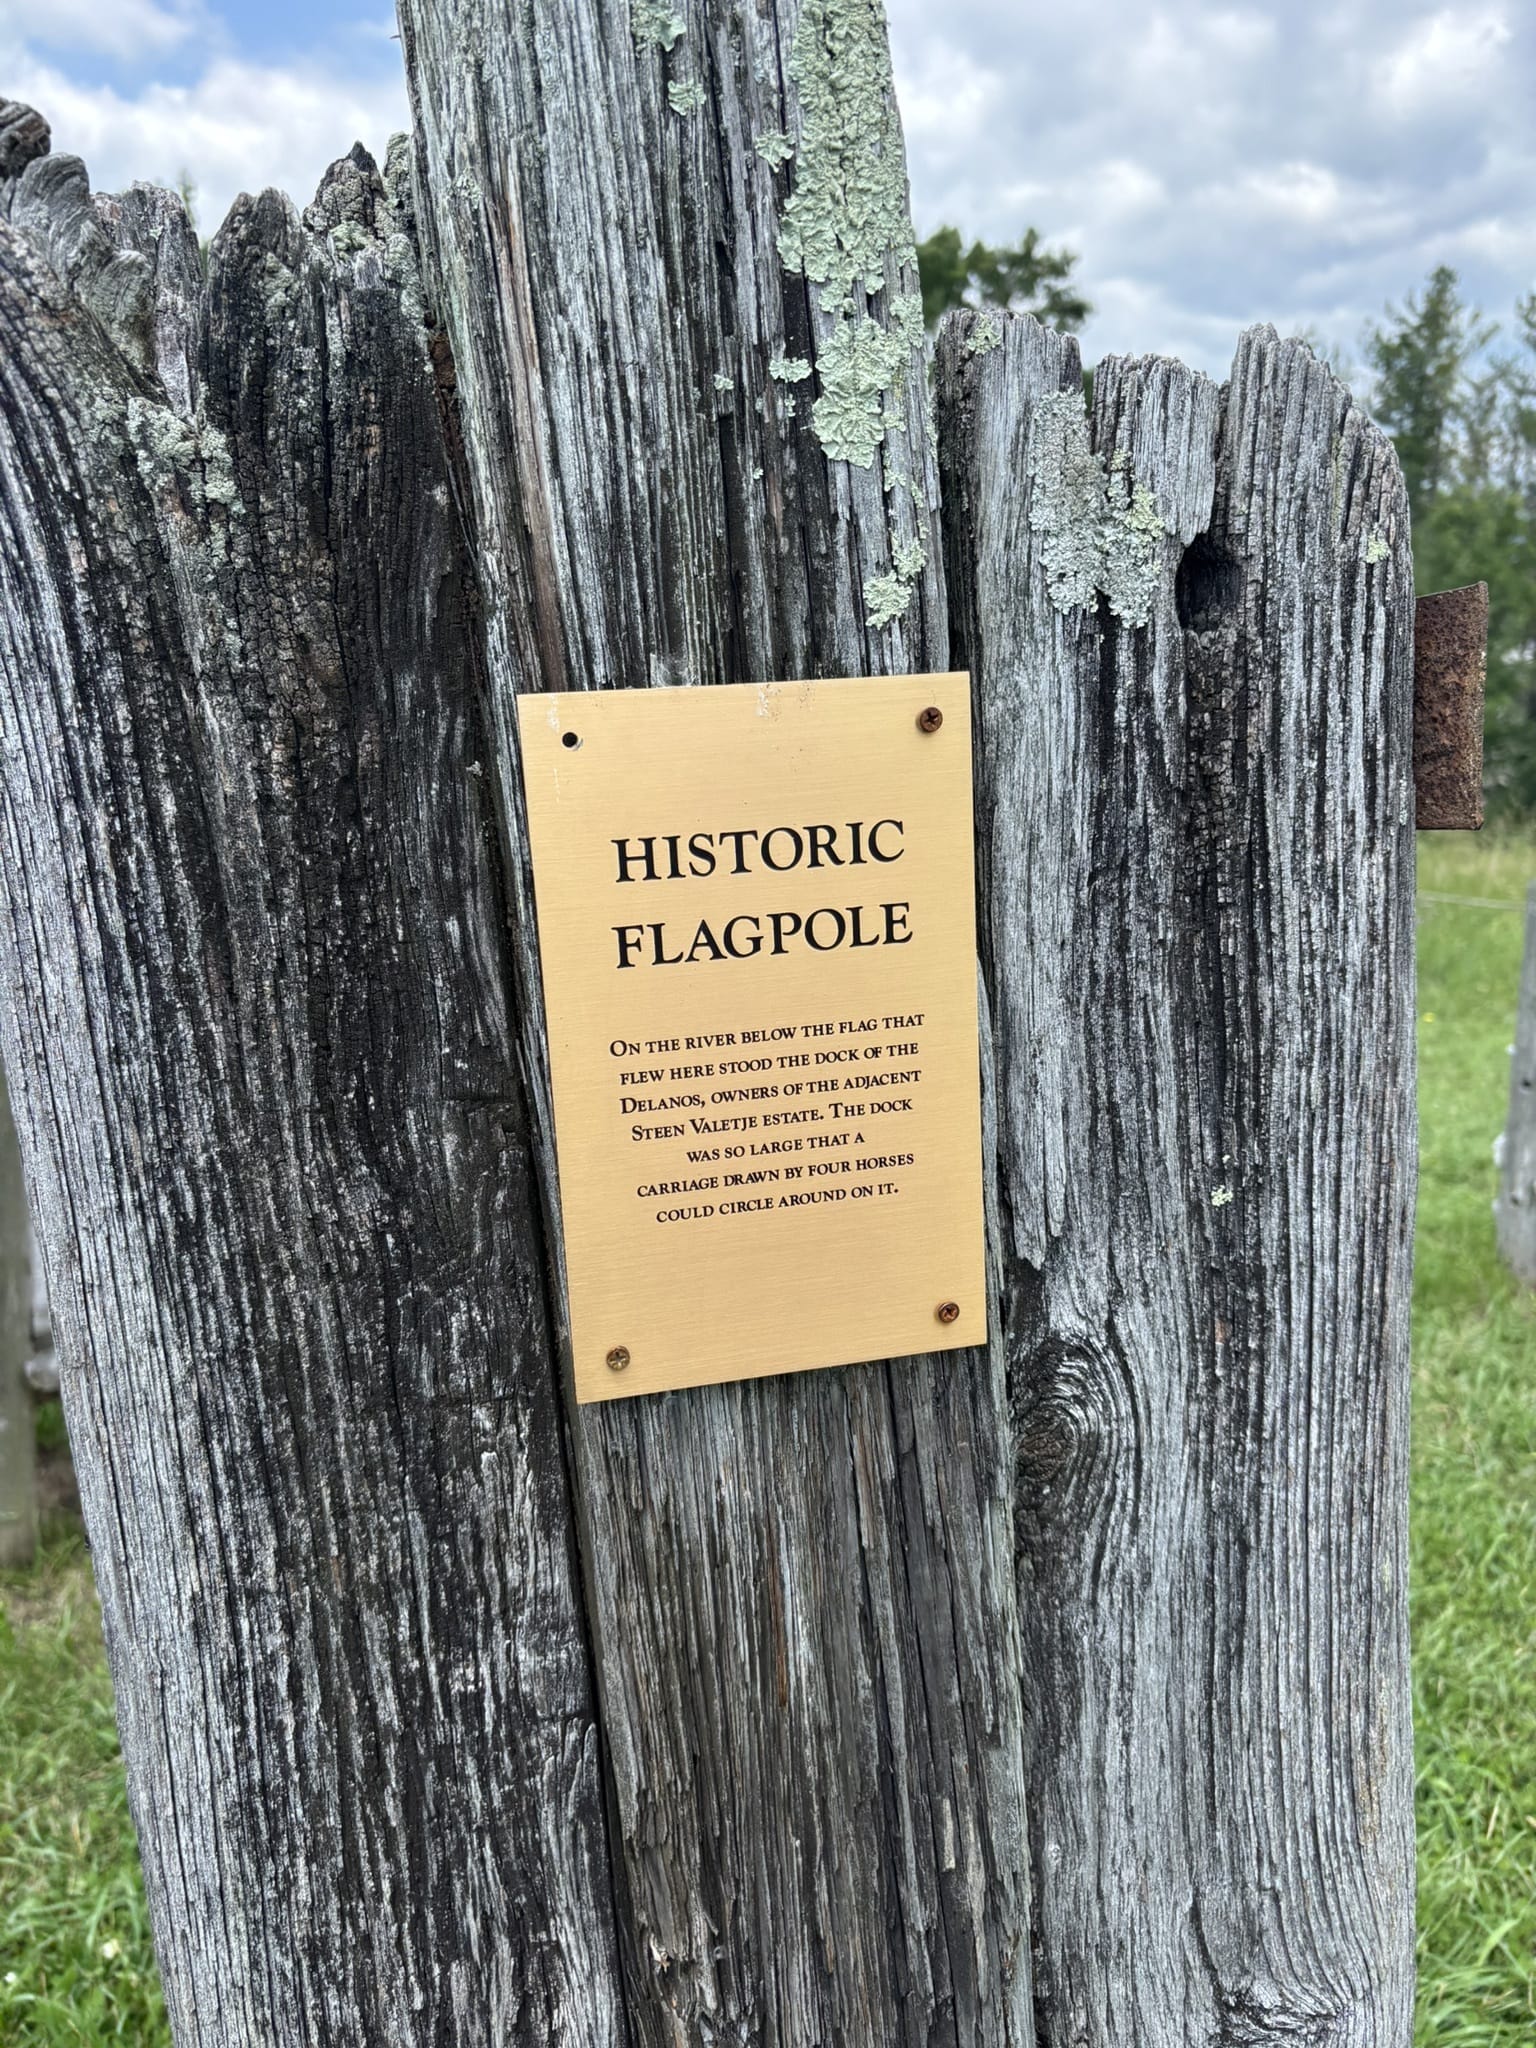 HISTORIC
FLAGPOLE
ON THE RIVER BELOW THE FLAG THAT
FLEW HERE STOOD THE DOCK OF THE
DELANOS, OWNERS OF THE ADJACENT
STEEN VALETJE ESTATE. THE DOCK
WAS SO LARGE THAT A
CARRIAGE DRAWN BY FOUR HORSES
COULD CIRCLE AROUND ON IT.